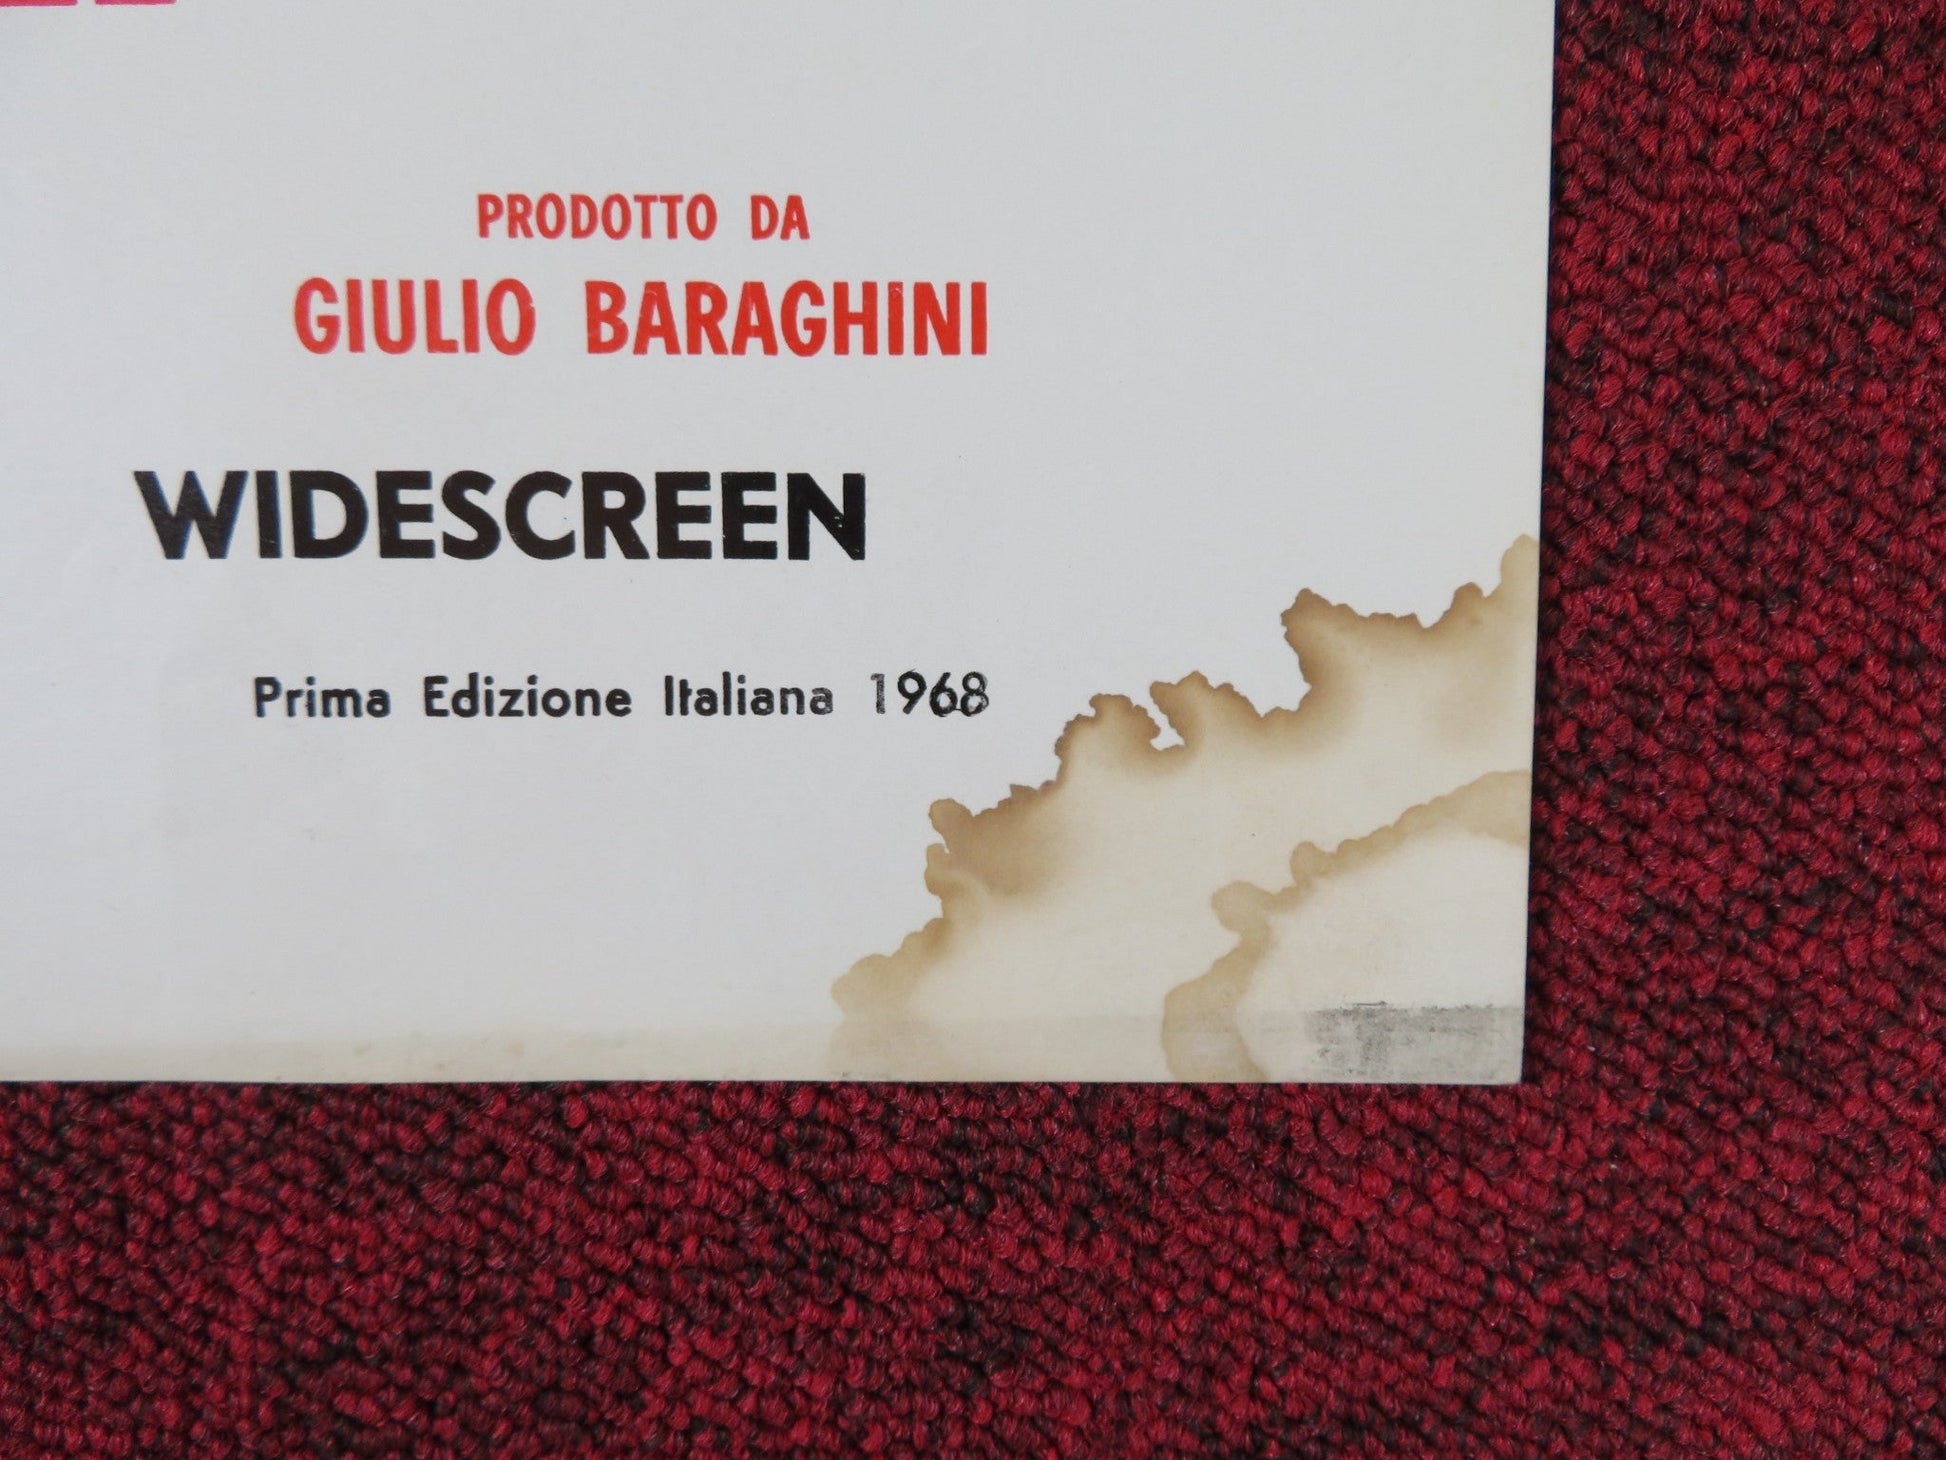 PRODOTTO DA
GIULIO BARAGHINI
WIDESCREEN
Prima Edizione Italiana 1968